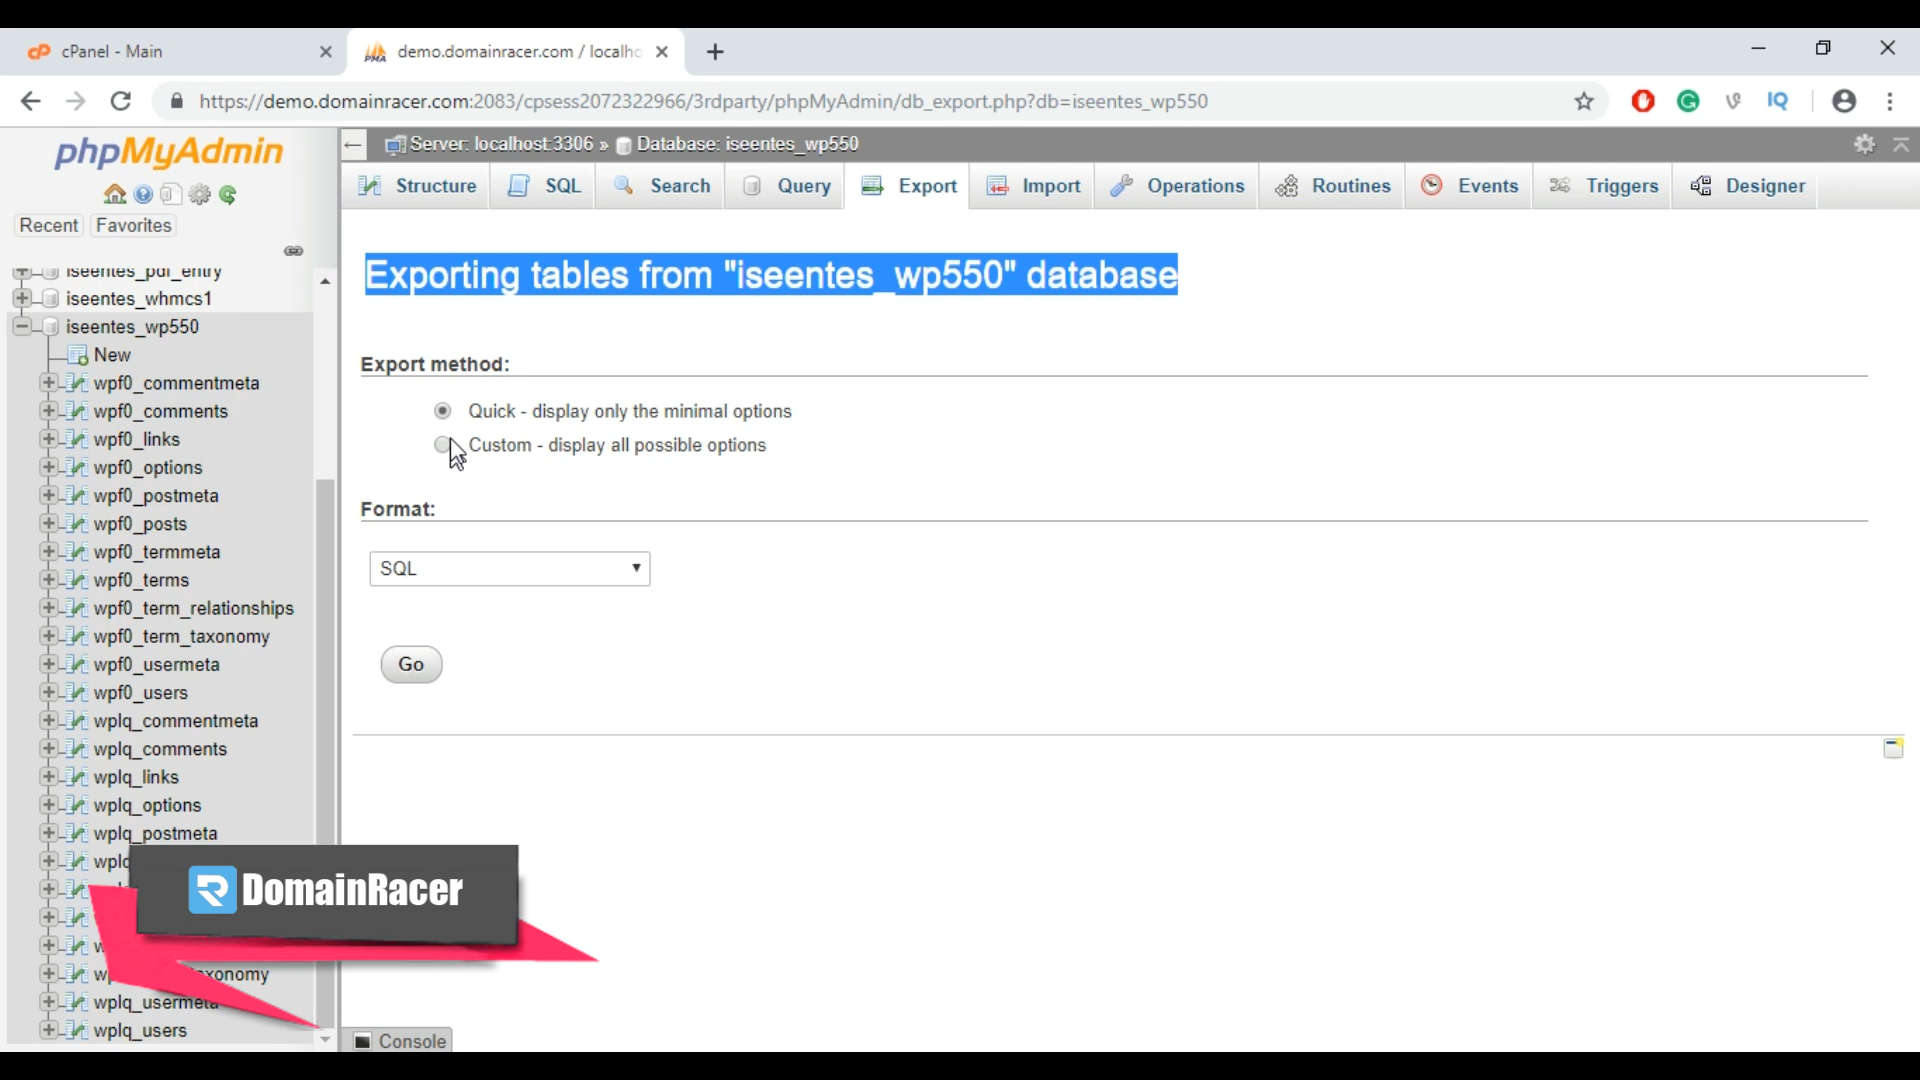 cPanel - Main
demo.domainracer.com / localho
https://demo.domainracer.com:2083/cpsess2072322966/3rdparty/phpMyAdmin/db_export.php?db=iseentes_wp550
IQ
phpMyAdmin
Recent
Favorites
iseentes_pdf_entry
iseentes_whmcs1
iseentes_wp550
New
wpf0_commentmeta
wpf0_comments
wpf0_links
wpf0_options
wpf0_postmeta
wpf0_posts
wpf0_termmeta
wpf0_terms
wpf0_term_relationships
wpf0_term_taxonomy
wpf0_usermeta
wpf0_users
wplq_commentmeta
wplq_comments
wplq_links
wplq_options
wplq_postmeta
wplq_usermeta
wplq_users
Server: localhost:3306 » Database: iseentes_wp550
Structure
SQL
Search
Query
Export
Import
Operations
Routines
Events
Triggers
Designer
Exporting tables from "iseentes_wp550" database
Export method:
Quick - display only the minimal options
Custom - display all possible options
Format:
SQL
Go
Console
DomainRacer